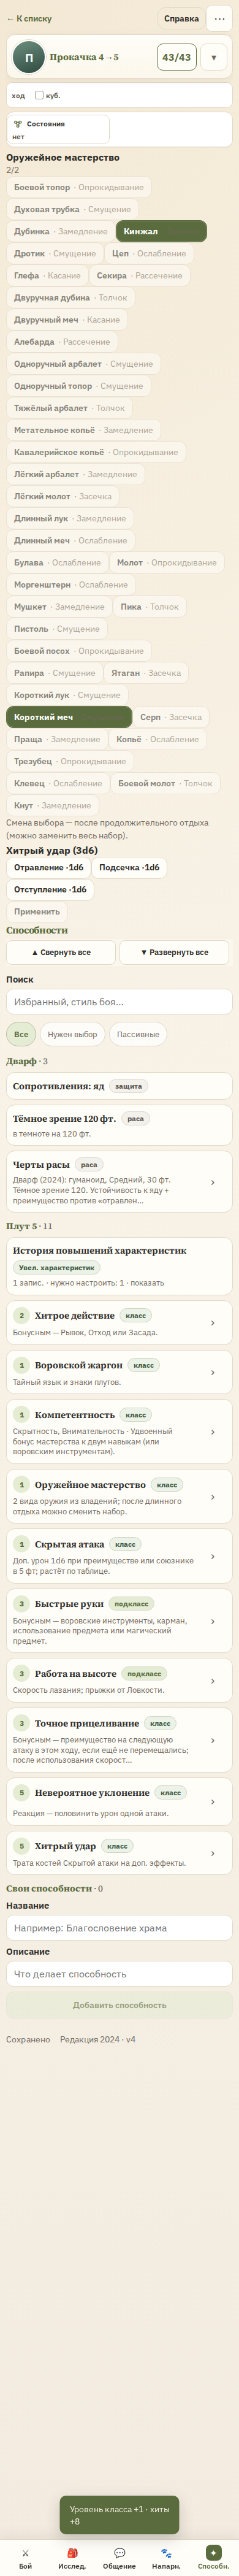 ← К списку
Справка
⋯
П
Прокачка 4→5
43/43
▾
ход
куб.
Состояния
нет
Оружейное мастерство
2/2
Боевой топор · Опрокидывание
Духовая трубка · Смущение
Дубинка · Замедление
Кинжал
Дротик · Смущение
Цеп · Ослабление
Глефа · Касание
Секира · Рассечение
Двуручная дубина · Толчок
Двуручный меч · Касание
Алебарда · Рассечение
Одноручный арбалет · Смущение
Одноручный топор · Смущение
Тяжёлый арбалет · Толчок
Метательное копьё · Замедление
Кавалерийское копьё · Опрокидывание
Лёгкий арбалет · Замедление
Лёгкий молот · Засечка
Длинный лук · Замедление
Длинный меч · Ослабление
Булава · Ослабление
Молот · Опрокидывание
Моргенштерн · Ослабление
Мушкет · Замедление
Пика · Толчок
Пистоль · Смущение
Боевой посох · Опрокидывание
Рапира · Смущение
Ятаган · Засечка
Короткий лук · Смущение
Короткий меч
Серп · Засечка
Праща · Замедление
Копьё · Ослабление
Трезубец · Опрокидывание
Клевец · Ослабление
Боевой молот · Толчок
Кнут · Замедление
Смена выбора — после продолжительного отдыха
(можно заменить весь набор).
Хитрый удар (3d6)
Отравление ·1d6
Подсечка ·1d6
Отступление ·1d6
Применить
Способности
▲ Свернуть все
▼ Развернуть все
Поиск
Избранный, стиль боя...
Все
Нужен выбор
Пассивные
Дварф · 3
Сопротивления: яд
защита
Тёмное зрение 120 фт.
раса
в темноте на 120 фт.
Черты расы
раса
Дварф (2024): гуманоид, Средний, 30 фт.
Тёмное зрение 120. Устойчивость к яду +
преимущество против «отравлен...
›
Плут 5 · 11
История повышений характеристик
Увел. характеристик
1 запис. · нужно настроить: 1 · показать
2
Хитрое действие
класс
Бонусным — Рывок, Отход или Засада.
›
1
Воровской жаргон
класс
Тайный язык и знаки плутов.
›
1
Компетентность
класс
Скрытность, Внимательность · Удвоенный
бонус мастерства к двум навыкам (или
воровским инструментам).
›
1
Оружейное мастерство
класс
2 вида оружия из владений; после длинного
отдыха можно сменить набор.
›
1
Скрытая атака
класс
Доп. урон 1d6 при преимуществе или союзнике
в 5 фт; растёт по таблице.
›
3
Быстрые руки
подкласс
Бонусным — воровские инструменты, карман,
использование предмета или магический
предмет.
›
3
Работа на высоте
подкласс
Скорость лазания; прыжки от Ловкости.
›
3
Точное прицеливание
класс
Бонусным — преимущество на следующую
атаку в этом ходу, если ещё не перемещались;
после использования скорост...
›
5
Невероятное уклонение
класс
Реакция — половинить урон одной атаки.
›
5
Хитрый удар
класс
Трата костей Скрытой атаки на доп. эффекты.
›
Свои способности · 0
Название
Например: Благословение храма
Описание
Что делает способность
Добавить способность
Сохранено
Редакция 2024 · v4
Уровень класса +1 · хиты
+8
Бой
Исслед.
Общение
Напарн.
Способн.